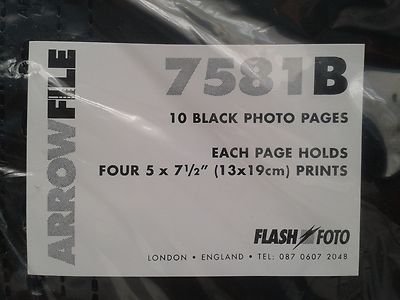 ARROWFILE
7581B
10 BLACK PHOTO PAGES
EACH PAGE HOLDS
FOUR 5 x 7½" (13x19cm) PRINTS
FLASH FOTO
LONDON • ENGLAND • TEL: 087 0607 2048